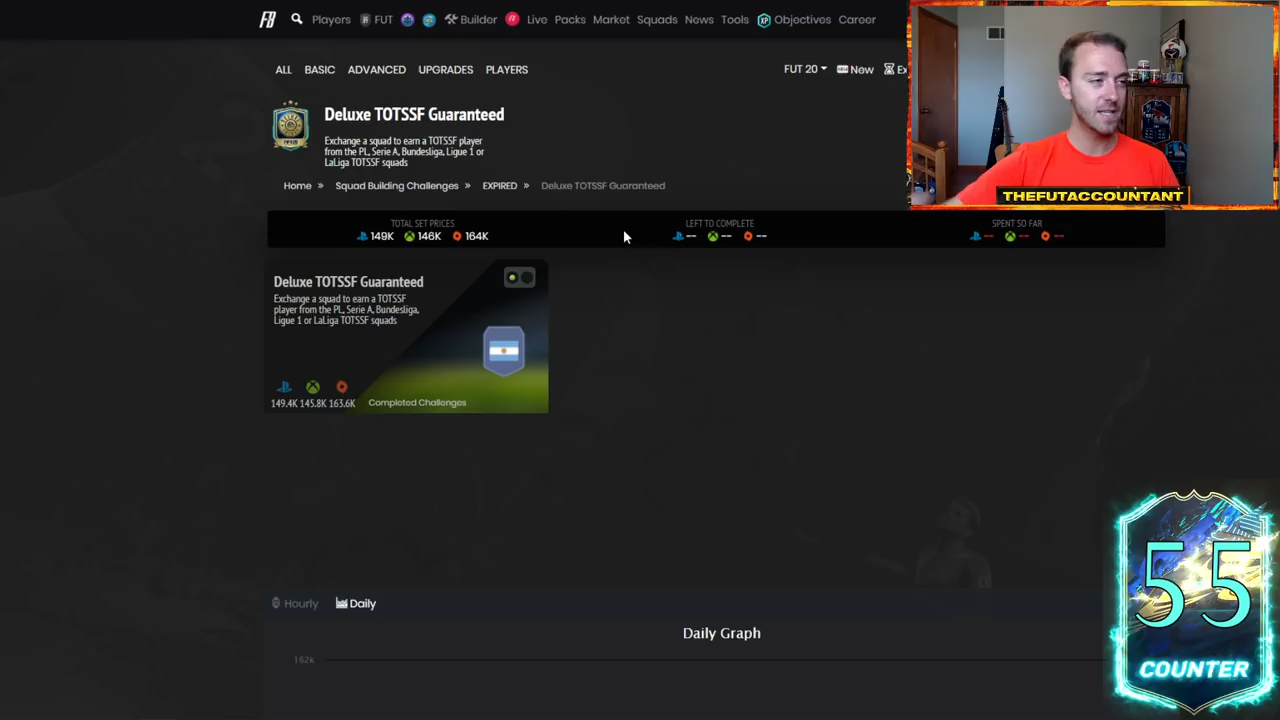 FB Players FUT Builder Live Packs Market Squads News Tools XP Objectives Career
ALL BASIC ADVANCED UPGRADES PLAYERS FUT 20 New Ex
Deluxe TOTSSF Guaranteed
Exchange a squad to earn a TOTSSF player
from the PL, Serie A, Bundesliga, Ligue 1 or
LaLiga TOTSSF squads
Home » Squad Building Challenges » EXPIRED » Deluxe TOTSSF Guaranteed
THEFUTACCOUNTANT
TOTAL SET PRICES LEFT TO COMPLETE SPENT SO FAR
149K 146K 164K -- -- -- -- -- --
Deluxe TOTSSF Guaranteed
Exchange a squad to earn a TOTSSF
player from the PL, Serie A, Bundesliga,
Ligue 1 or LaLiga TOTSSF squads
149.4K 145.8K 163.6K Completed Challenges
Hourly Daily
Daily Graph
162k
55
COUNTER